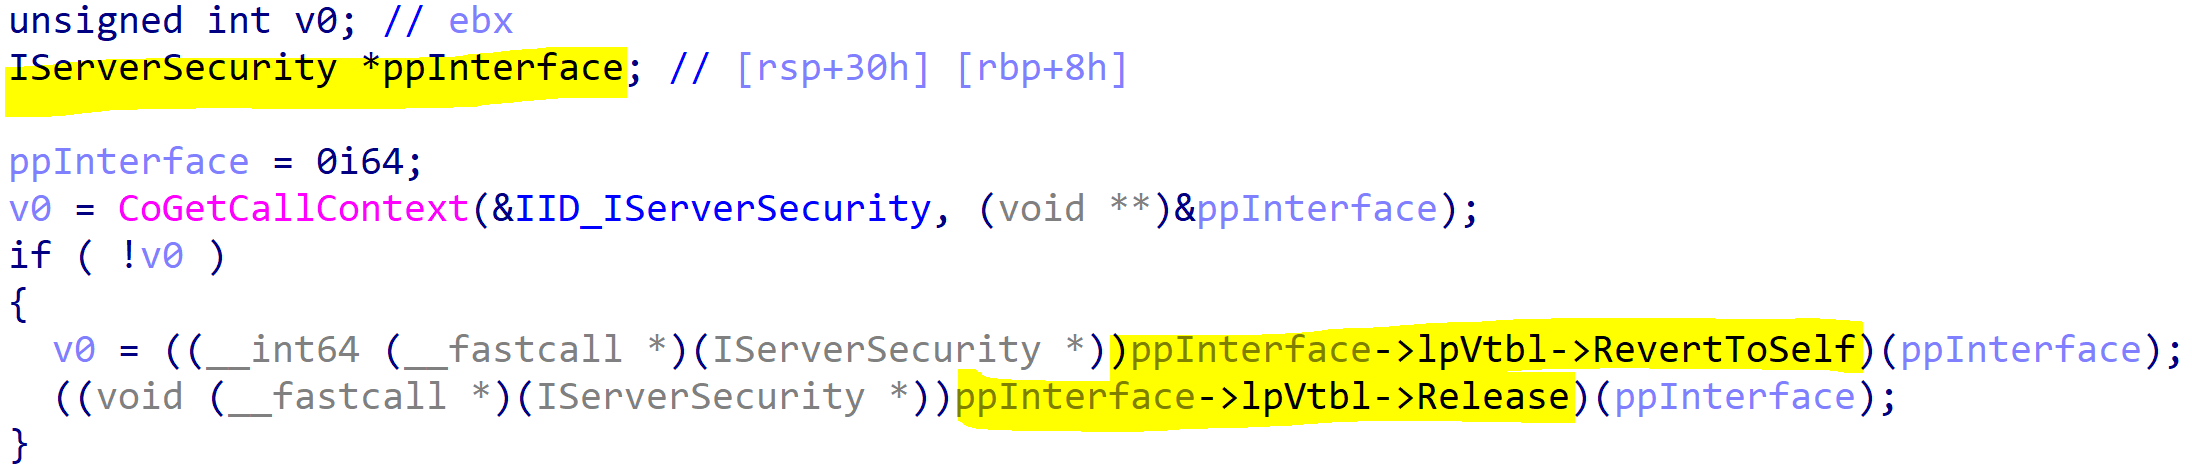 unsigned int v0; // ebx
IServerSecurity *ppInterface; // [rsp+30h] [rbp+8h]
ppInterface = 0i64;
v0 = CoGetCallContext(&IID_IServerSecurity, (void **)&ppInterface);
if ( !v0 )
{
v0 = ((__int64 (__fastcall *)(IServerSecurity *))ppInterface->lpVtbl->RevertToSelf)(ppInterface);
((void (__fastcall *)(IServerSecurity *))ppInterface->lpVtbl->Release)(ppInterface);
}